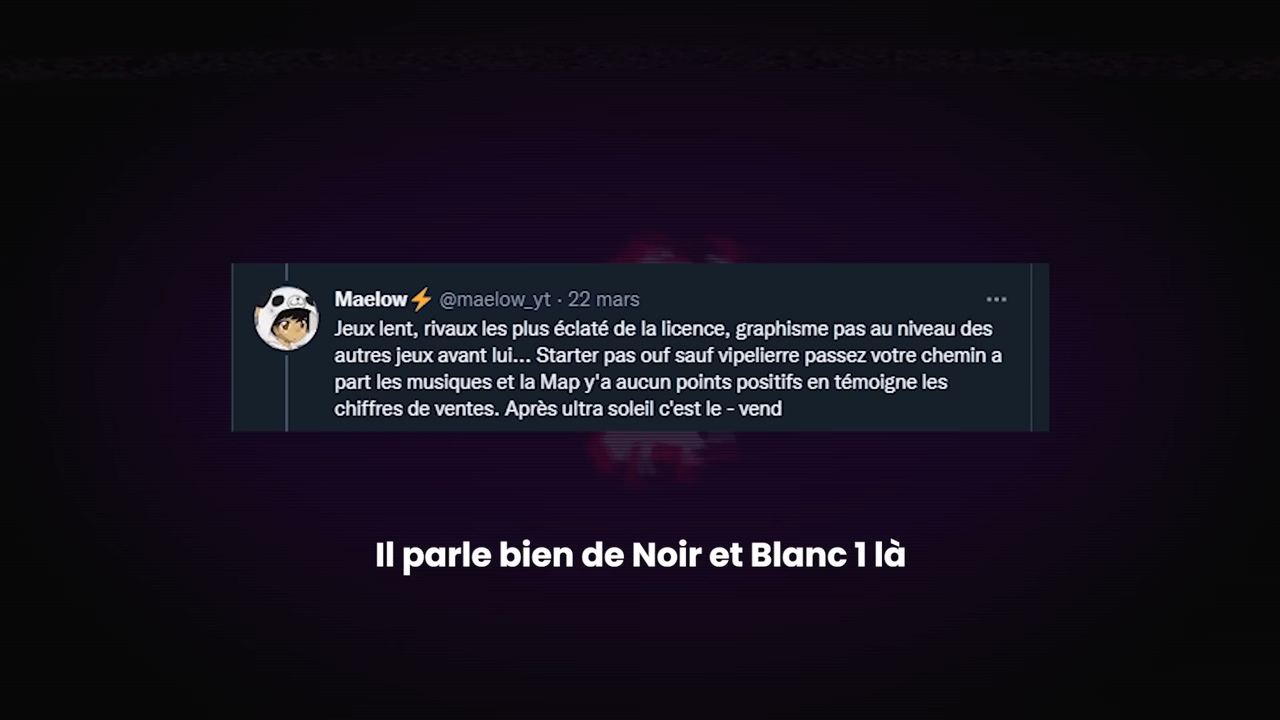 Maelow⚡ @maelow_yt · 22 mars
Jeux lent, rivaux les plus éclaté de la licence, graphisme pas au niveau des
autres jeux avant lui... Starter pas ouf sauf vipelierre passez votre chemin a
part les musiques et la Map y'a aucun points positifs en témoigne les
chiffres de ventes. Après ultra soleil c'est le - vend
Il parle bien de Noir et Blanc 1 là